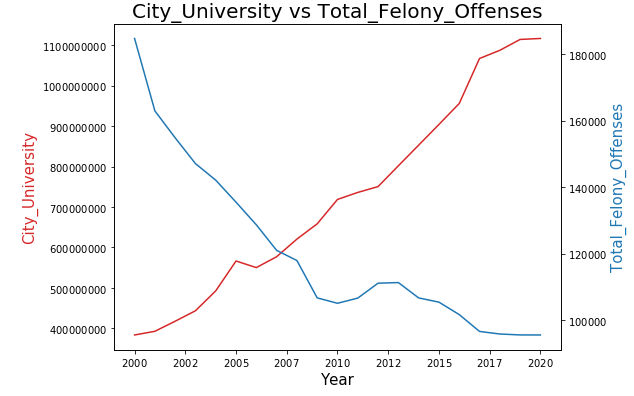 City_University vs Total_Felony_Offenses
1100000000
1000000000
900000000
800000000
700000000
600000000
500000000
400000000
City_University
180000
160000
140000
120000
100000
Total_Felony_Offenses
2000 2002 2005 2007 2010 2012 2015 2017 2020
Year